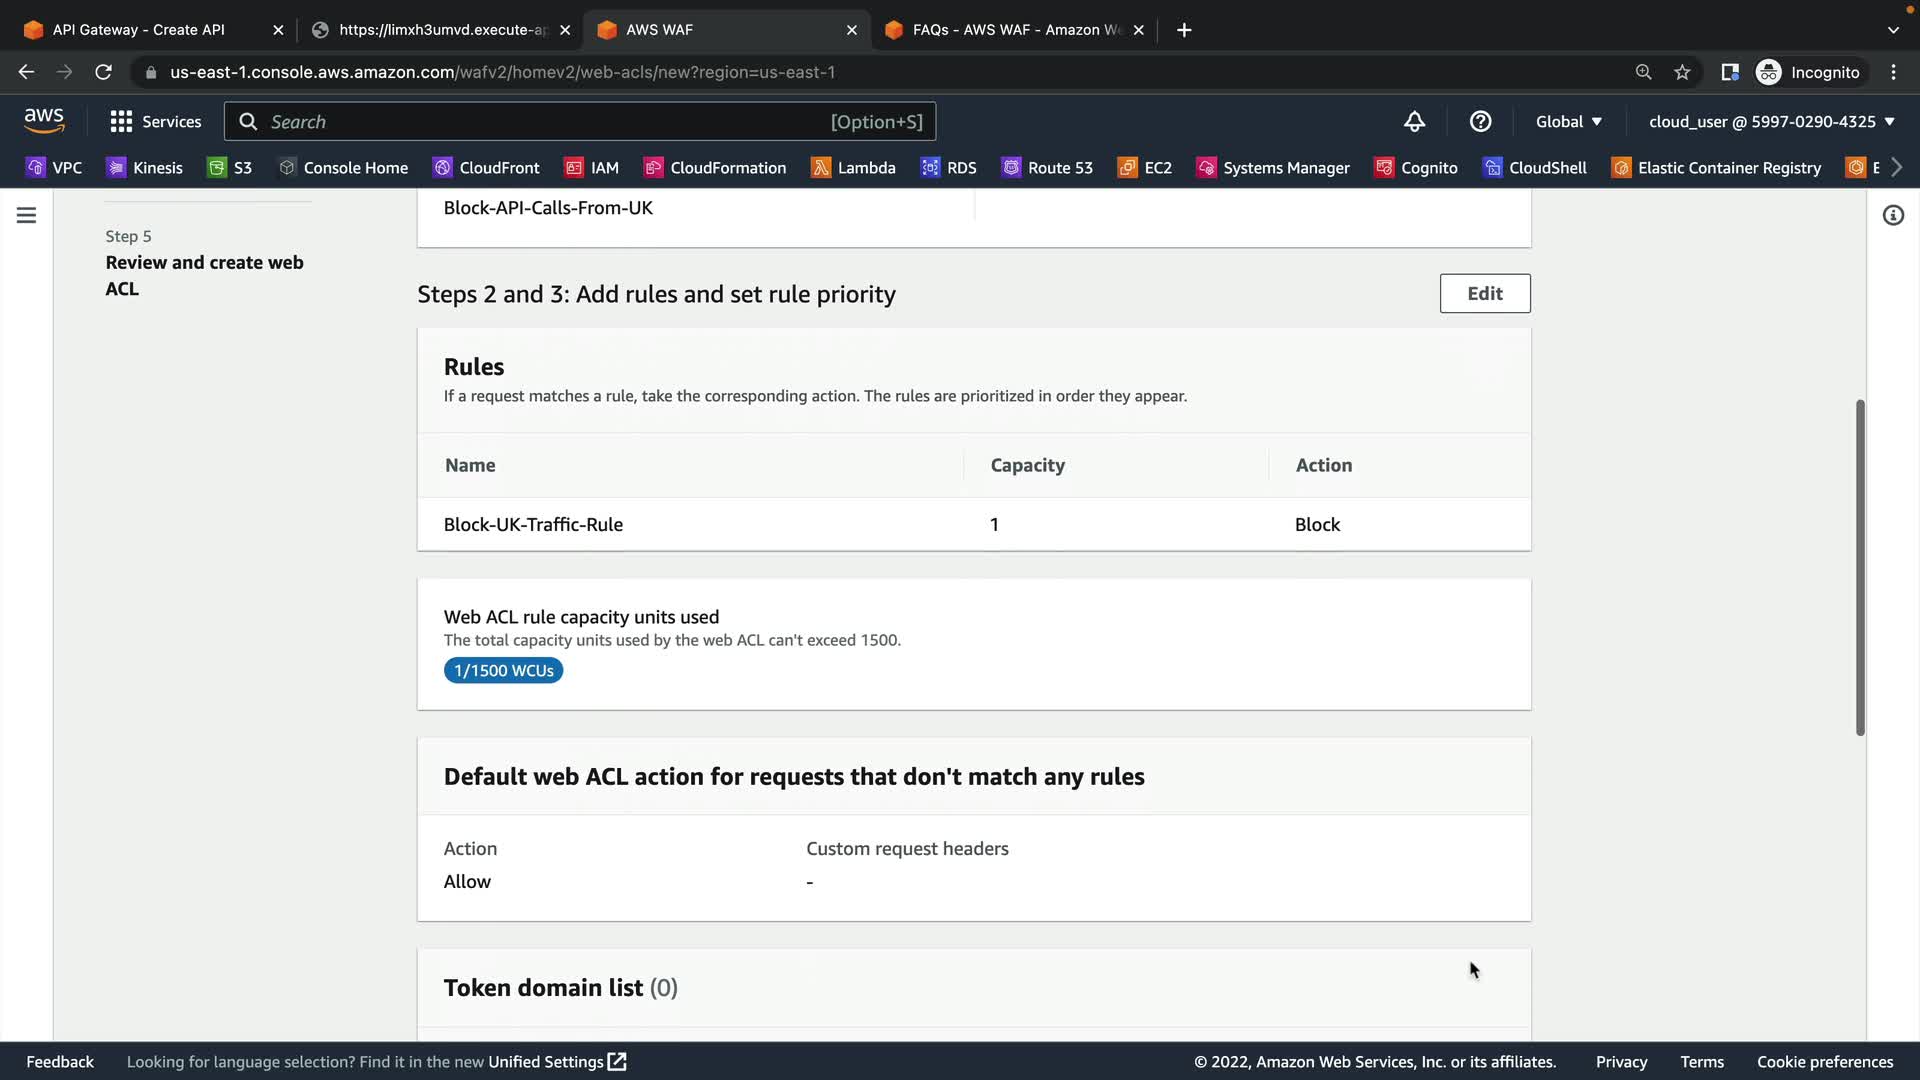 API Gateway - Create API
https://limxh3umvd.execute-ap
AWS WAF
FAQs - AWS WAF - Amazon We
us-east-1.console.aws.amazon.com/wafv2/homev2/web-acls/new?region=us-east-1
Incognito
aws
Services
Search
[Option+S]
Global
cloud_user @ 5997-0290-4325
VPC
Kinesis
S3
Console Home
CloudFront
IAM
CloudFormation
Lambda
RDS
Route 53
EC2
Systems Manager
Cognito
CloudShell
Elastic Container Registry
E
Block-API-Calls-From-UK
Step 5
Review and create web
ACL
Steps 2 and 3: Add rules and set rule priority
Edit
Rules
If a request matches a rule, take the corresponding action. The rules are prioritized in order they appear.
Name Capacity Action
Block-UK-Traffic-Rule 1 Block
Web ACL rule capacity units used
The total capacity units used by the web ACL can't exceed 1500.
1/1500 WCUs
Default web ACL action for requests that don't match any rules
Action Custom request headers
Allow -
Token domain list (0)
Feedback
Looking for language selection? Find it in the new Unified Settings
© 2022, Amazon Web Services, Inc. or its affiliates.
Privacy
Terms
Cookie preferences